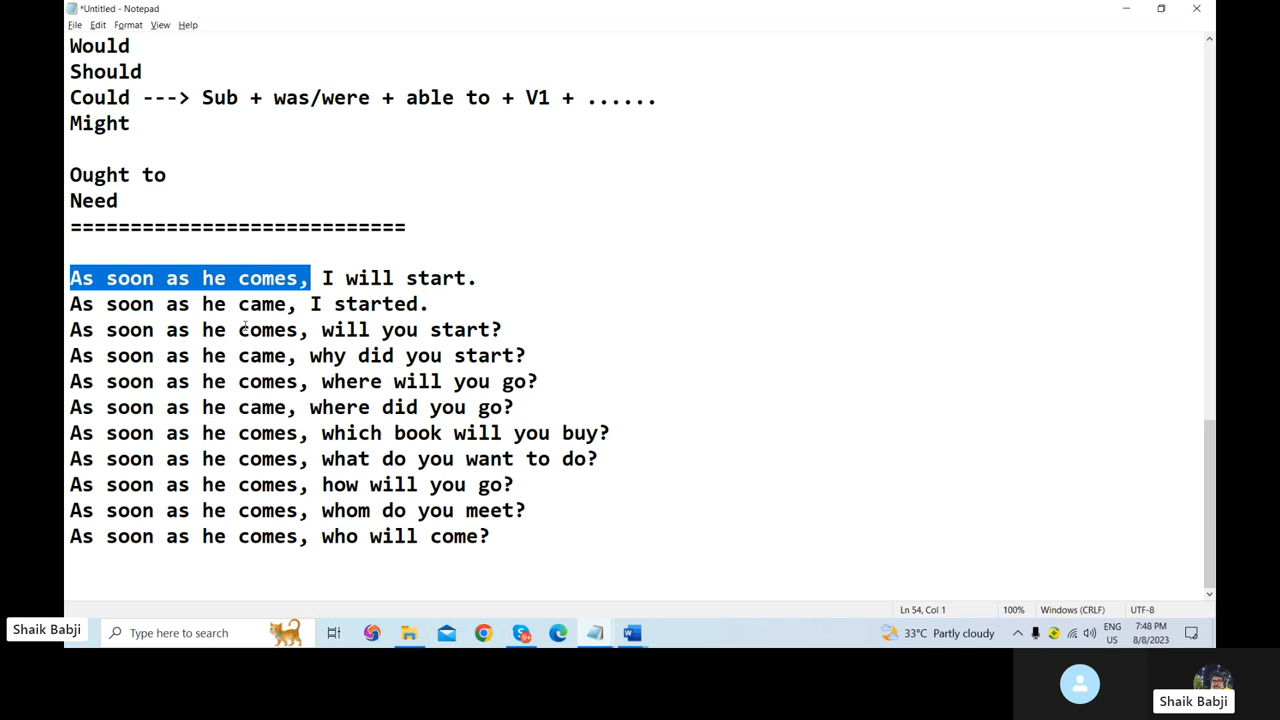 *Untitled - Notepad
File Edit Format View Help
Would
Should
Could ---> Sub + was/were + able to + V1 + ......
Might
Ought to
Need
============================
As soon as he comes, I will start.
As soon as he came, I started.
As soon as he comes, will you start?
As soon as he came, why did you start?
As soon as he comes, where will you go?
As soon as he came, where did you go?
As soon as he comes, which book will you buy?
As soon as he comes, what do you want to do?
As soon as he comes, how will you go?
As soon as he comes, whom do you meet?
As soon as he comes, who will come?
Ln 54, Col 1 100% Windows (CRLF) UTF-8
Shaik Babji
Type here to search
33°C Partly cloudy
ENG
US
7:48 PM
8/8/2023
Shaik Babji